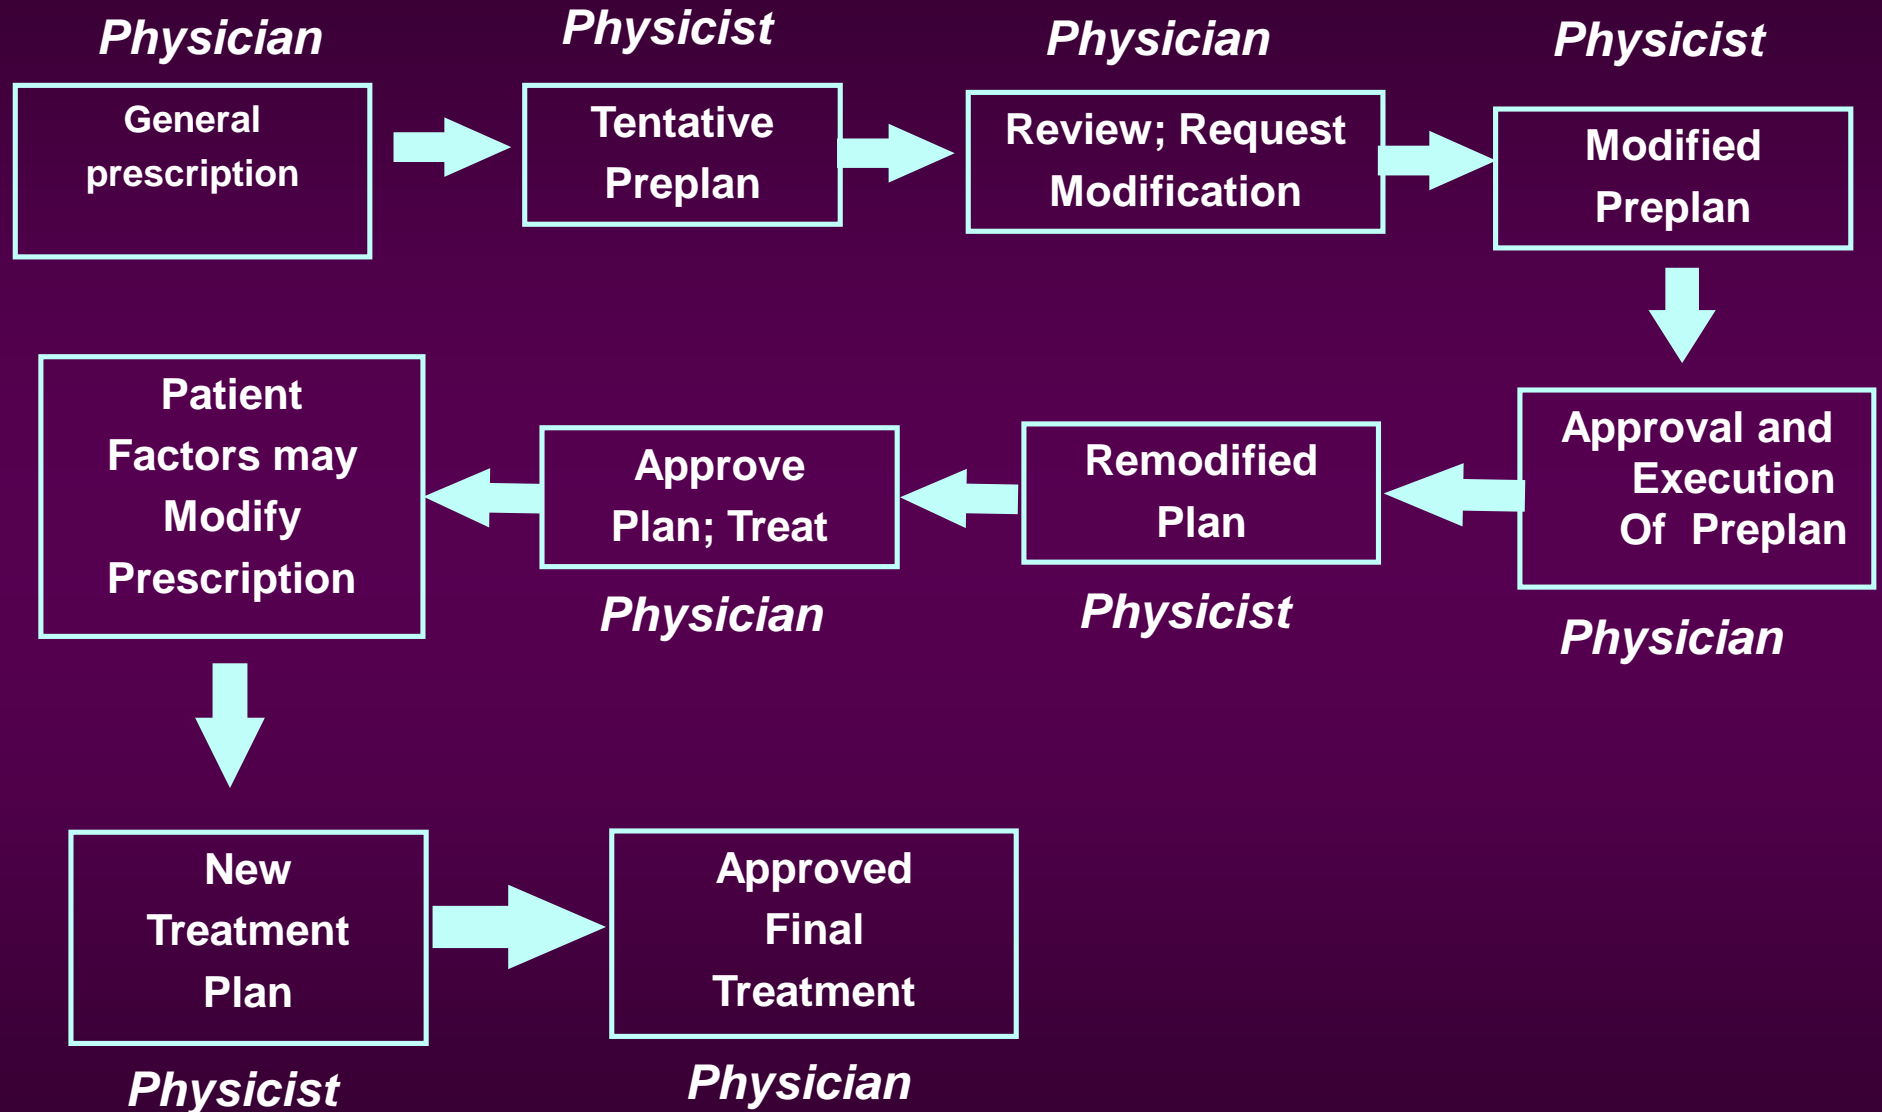 Physician
General
prescription
Physicist
Tentative
Preplan
Physician
Review; Request
Modification
Physicist
Modified
Preplan
Approval and
Execution
Of Preplan
Physician
Remodified
Plan
Physicist
Approve
Plan; Treat
Physician
Patient
Factors may
Modify
Prescription
New
Treatment
Plan
Physicist
Approved
Final
Treatment
Physician